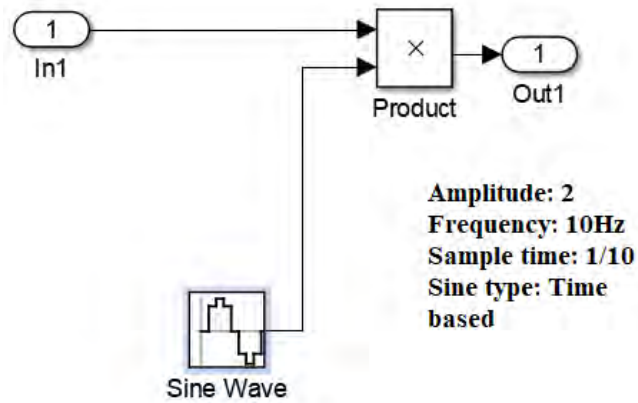 1
In1
×
Product
1
Out1
Amplitude: 2
Frequency: 10Hz
Sample time: 1/10
Sine type: Time
based
Sine Wave